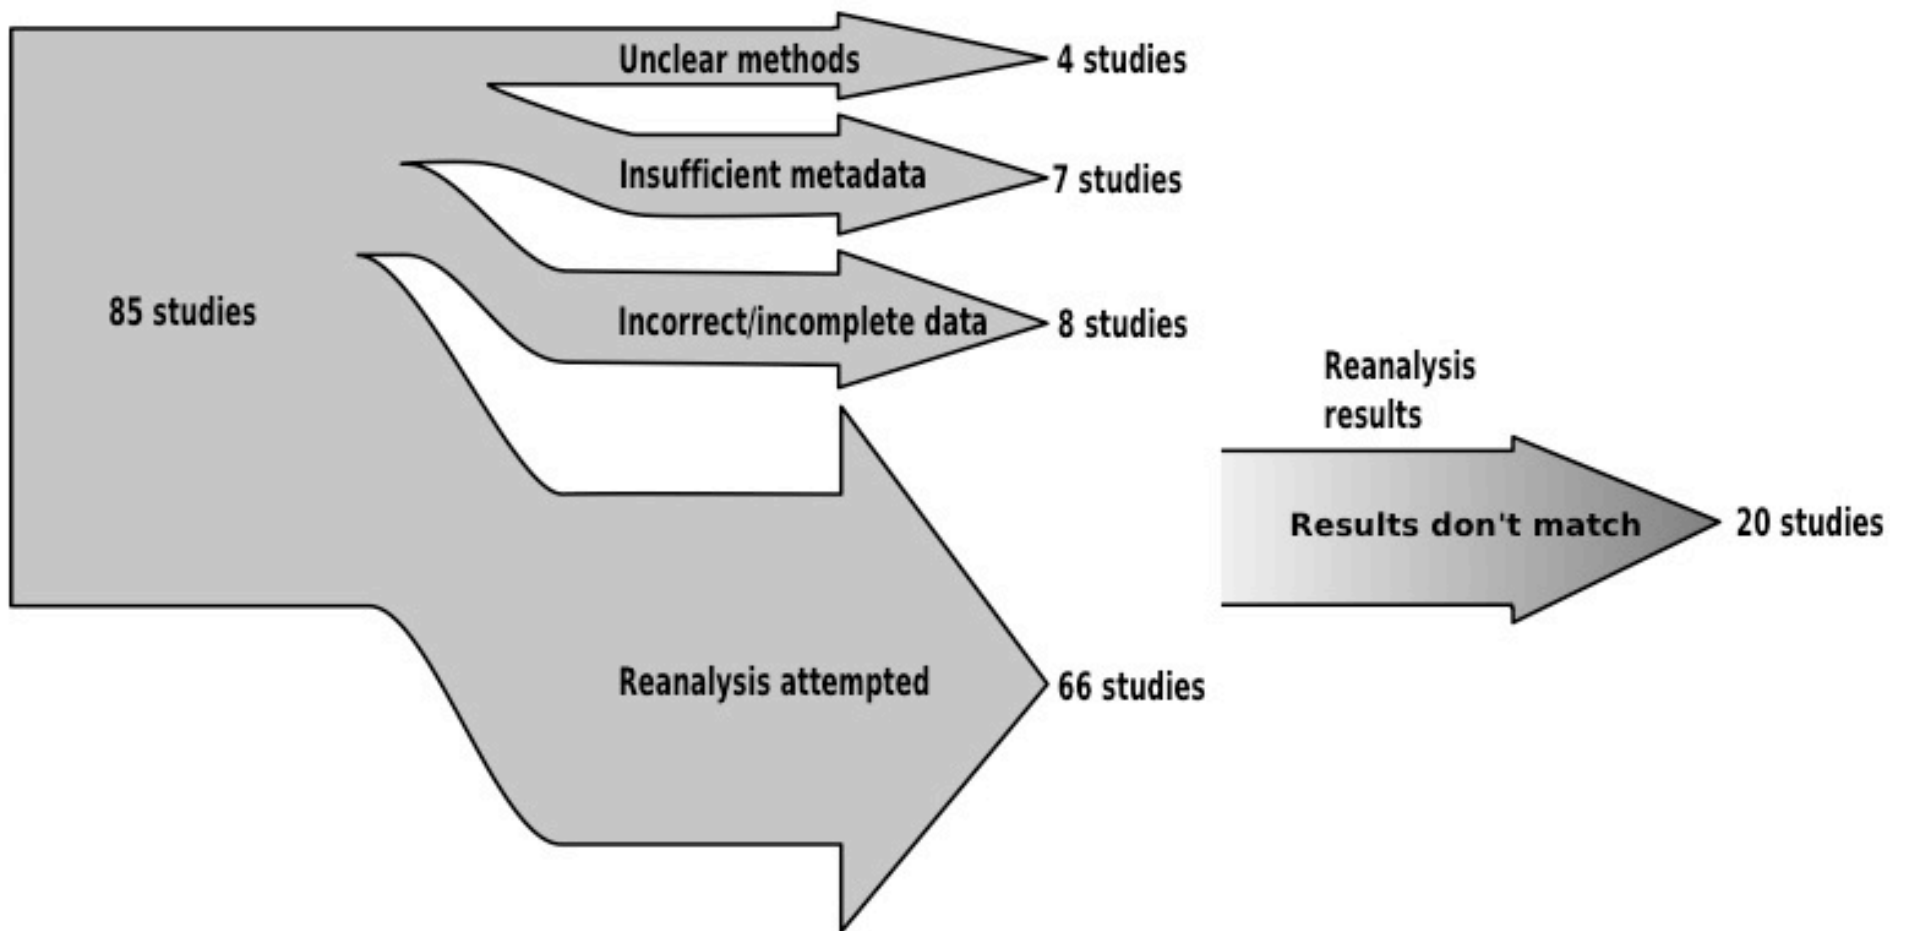 Unclear methods
4 studies
Insufficient metadata
7 studies
85 studies
Incorrect/incomplete data
8 studies
Reanalysis
results
Results don't match
20 studies
Reanalysis attempted
66 studies